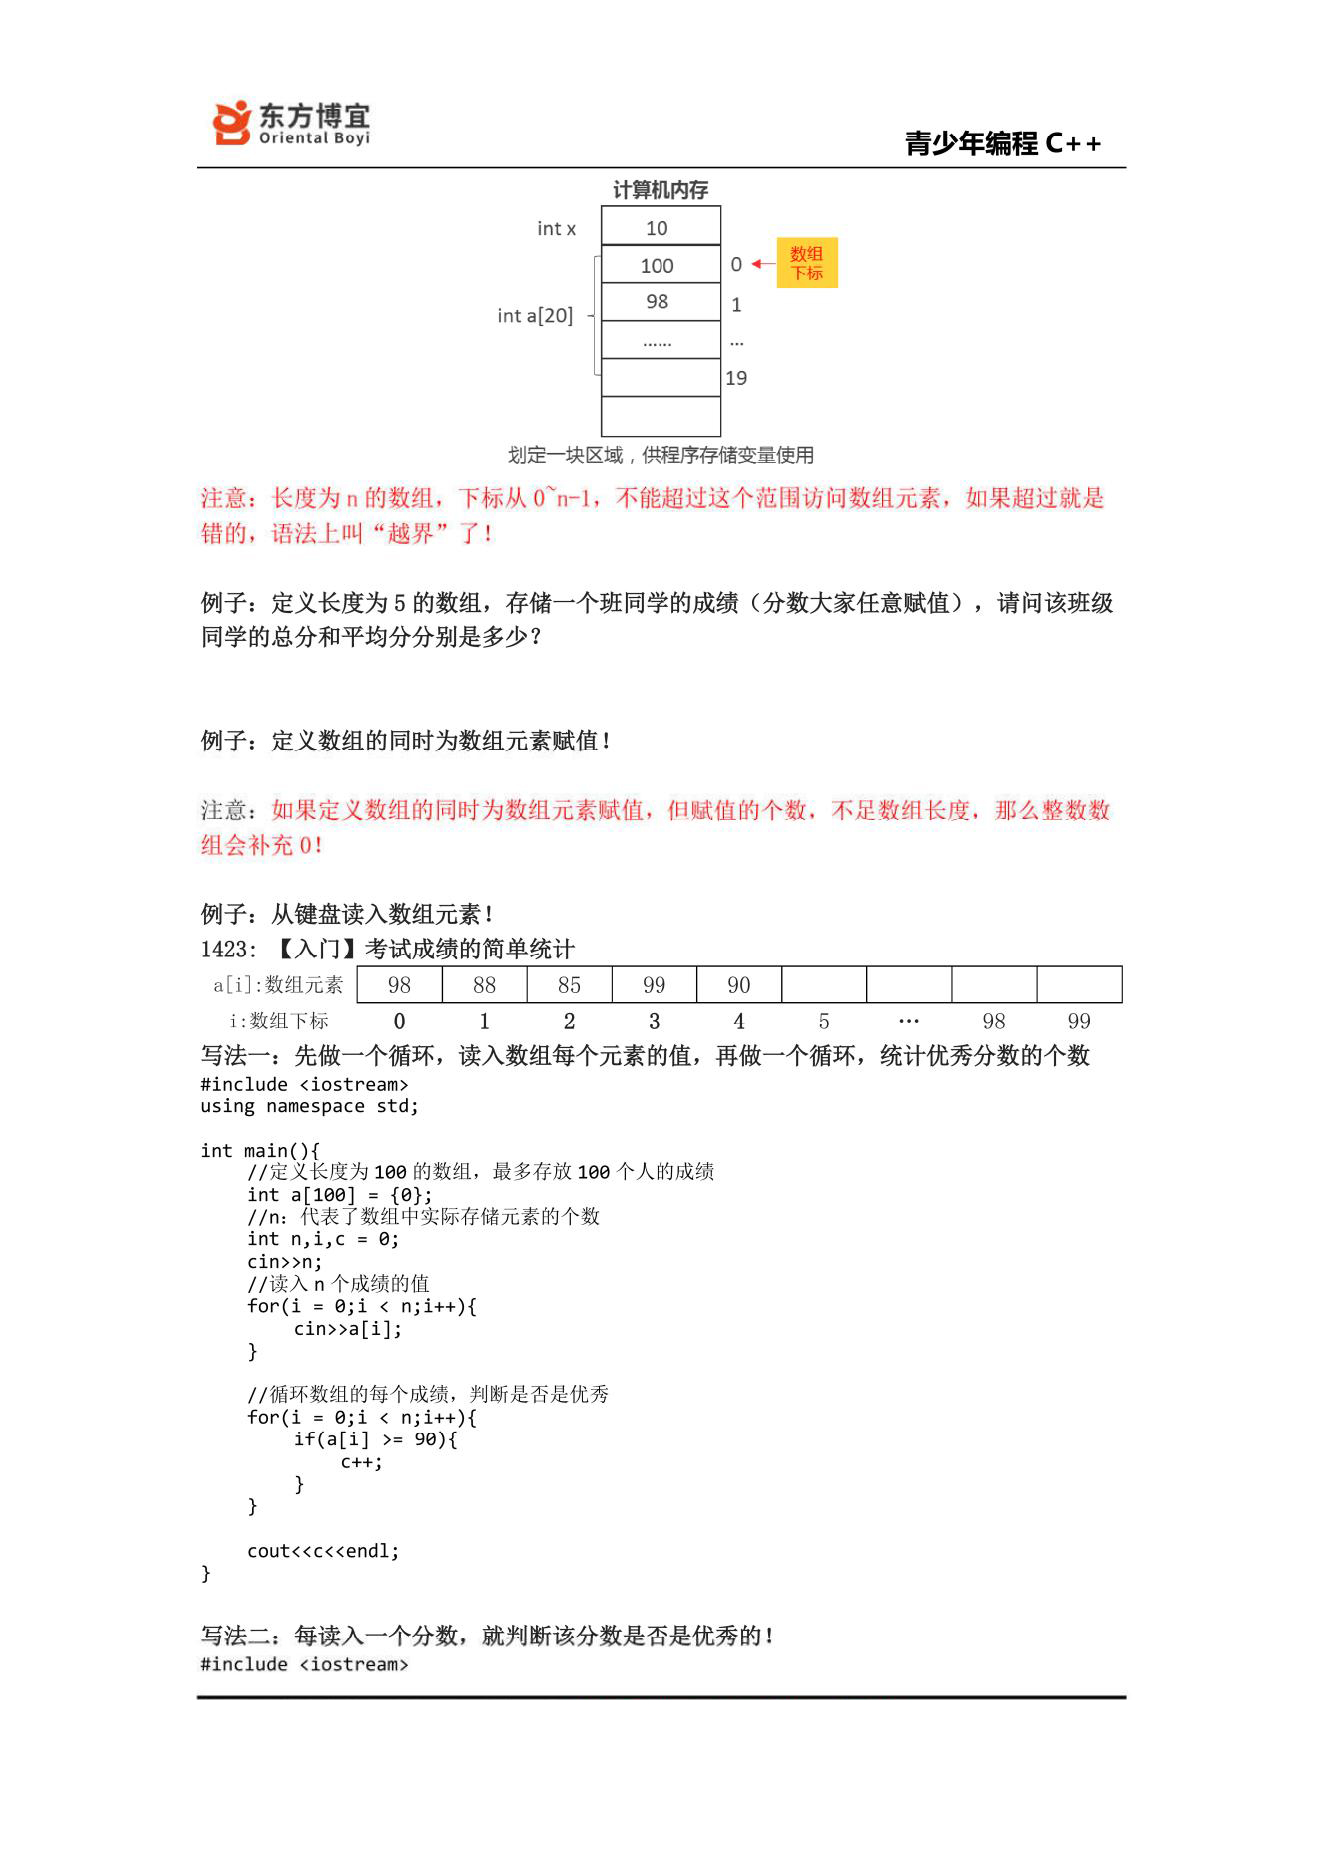 东方博宜
Oriental Boyi
青少年编程 C++
计算机内存
int x 10
100 0 数组
下标
98 1
int a[20]
...... ...
19
划定一块区域，供程序存储变量使用
注意：长度为 n 的数组，下标从 0~n-1，不能超过这个范围访问数组元素，如果超过就是
错的，语法上叫“越界”了！
例子：定义长度为 5 的数组，存储一个班同学的成绩（分数大家任意赋值），请问该班级
同学的总分和平均分分别是多少？
例子：定义数组的同时为数组元素赋值！
注意：如果定义数组的同时为数组元素赋值，但赋值的个数，不足数组长度，那么整数数
组会补充 0！
例子：从键盘读入数组元素！
1423: 【入门】考试成绩的简单统计
a[i]:数组元素 98 88 85 99 90
i:数组下标 0 1 2 3 4 5 … 98 99
写法一：先做一个循环，读入数组每个元素的值，再做一个循环，统计优秀分数的个数
#include <iostream>
using namespace std;
int main(){
//定义长度为 100 的数组，最多存放 100 个人的成绩
int a[100] = {0};
//n：代表了数组中实际存储元素的个数
int n,i,c = 0;
cin>>n;
//读入 n 个成绩的值
for(i = 0;i < n;i++){
cin>>a[i];
}
//循环数组的每个成绩，判断是否是优秀
for(i = 0;i < n;i++){
if(a[i] >= 90){
c++;
}
}
cout<<c<<endl;
}
写法二：每读入一个分数，就判断该分数是否是优秀的！
#include <iostream>